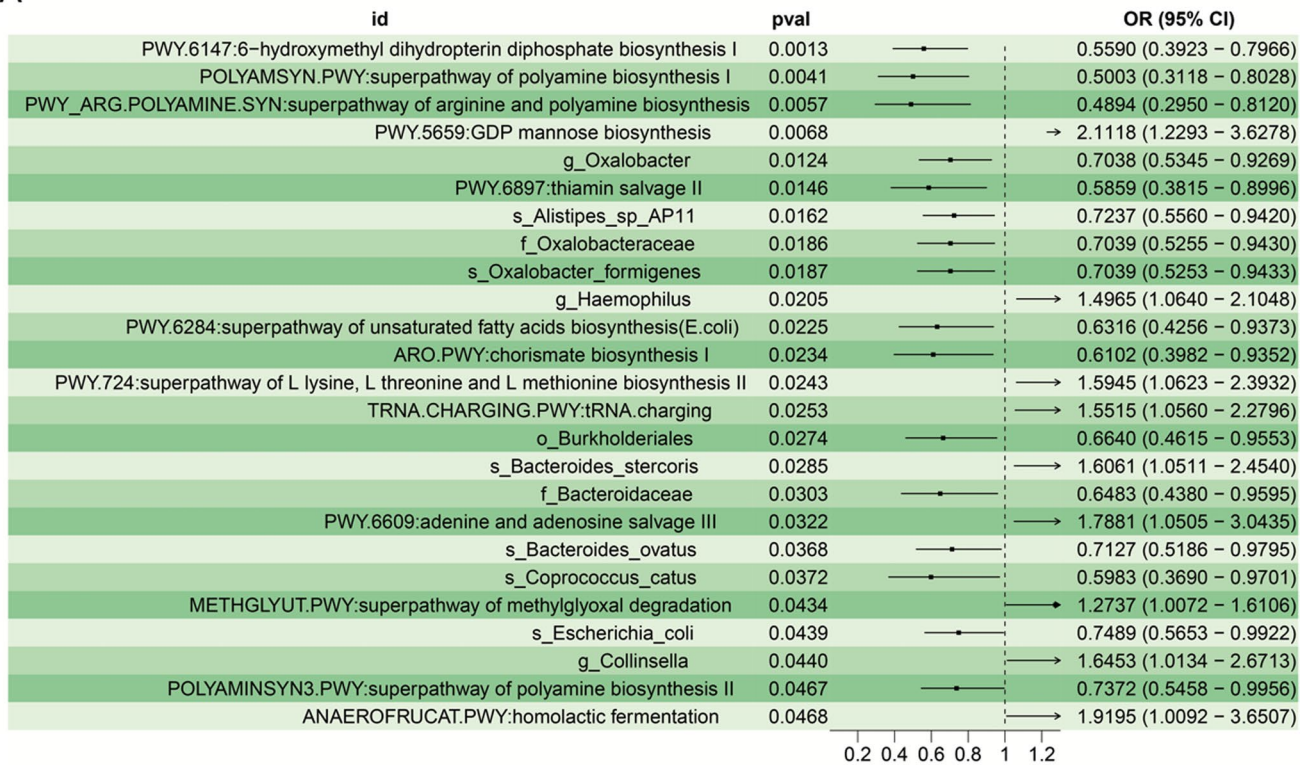 id pval OR (95% CI)
PWY.6147:6−hydroxymethyl dihydropterin diphosphate biosynthesis I 0.0013 0.5590 (0.3923 − 0.7966)
POLYAMSYN.PWY:superpathway of polyamine biosynthesis I 0.0041 0.5003 (0.3118 − 0.8028)
PWY_ARG.POLYAMINE.SYN:superpathway of arginine and polyamine biosynthesis 0.0057 0.4894 (0.2950 − 0.8120)
PWY.5659:GDP mannose biosynthesis 0.0068 2.1118 (1.2293 − 3.6278)
g_Oxalobacter 0.0124 0.7038 (0.5345 − 0.9269)
PWY.6897:thiamin salvage II 0.0146 0.5859 (0.3815 − 0.8996)
s_Alistipes_sp_AP11 0.0162 0.7237 (0.5560 − 0.9420)
f_Oxalobacteraceae 0.0186 0.7039 (0.5255 − 0.9430)
s_Oxalobacter_formigenes 0.0187 0.7039 (0.5253 − 0.9433)
g_Haemophilus 0.0205 1.4965 (1.0640 − 2.1048)
PWY.6284:superpathway of unsaturated fatty acids biosynthesis(E.coli) 0.0225 0.6316 (0.4256 − 0.9373)
ARO.PWY:chorismate biosynthesis I 0.0234 0.6102 (0.3982 − 0.9352)
PWY.724:superpathway of L lysine, L threonine and L methionine biosynthesis II 0.0243 1.5945 (1.0623 − 2.3932)
TRNA.CHARGING.PWY:tRNA.charging 0.0253 1.5515 (1.0560 − 2.2796)
o_Burkholderiales 0.0274 0.6640 (0.4615 − 0.9553)
s_Bacteroides_stercoris 0.0285 1.6061 (1.0511 − 2.4540)
f_Bacteroidaceae 0.0303 0.6483 (0.4380 − 0.9595)
PWY.6609:adenine and adenosine salvage III 0.0322 1.7881 (1.0505 − 3.0435)
s_Bacteroides_ovatus 0.0368 0.7127 (0.5186 − 0.9795)
s_Coprococcus_catus 0.0372 0.5983 (0.3690 − 0.9701)
METHGLYUT.PWY:superpathway of methylglyoxal degradation 0.0434 1.2737 (1.0072 − 1.6106)
s_Escherichia_coli 0.0439 0.7489 (0.5653 − 0.9922)
g_Collinsella 0.0440 1.6453 (1.0134 − 2.6713)
POLYAMINSYN3.PWY:superpathway of polyamine biosynthesis II 0.0467 0.7372 (0.5458 − 0.9956)
ANAEROFRUCAT.PWY:homolactic fermentation 0.0468 1.9195 (1.0092 − 3.6507)
0.2 0.4 0.6 0.8 1 1.2